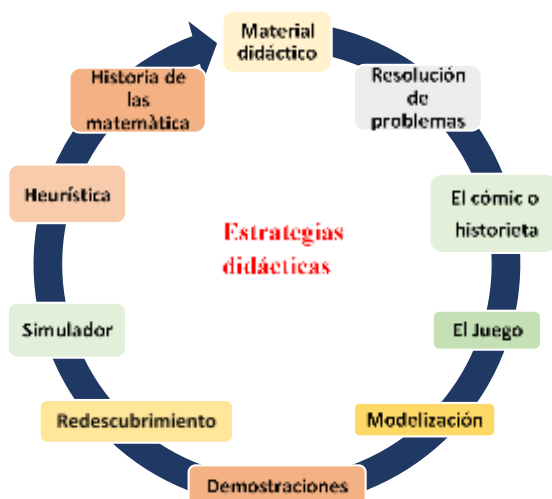 Material
didáctico
Resolución
de
problemas
El cómic o
historieta
El Juego
Modelización
Demostraciones
Redescubrimiento
Simulador
Heurística
Historia de
las
matemàtica
Estrategias
didácticas